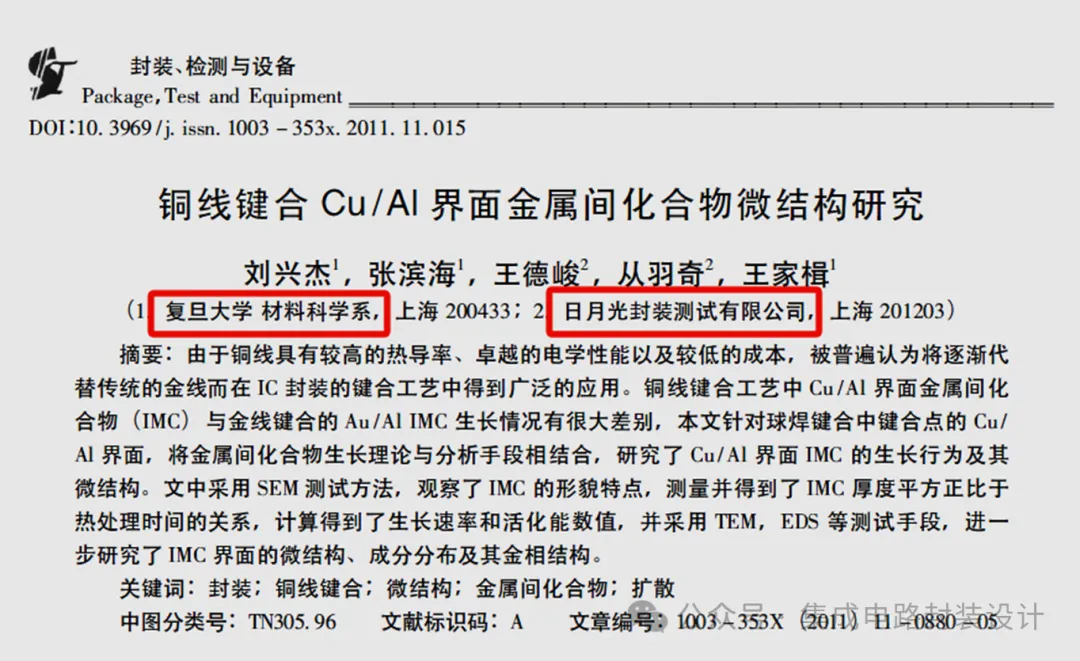 封装、检测与设备
Package, Test and Equipment
DOI:10. 3969/j. issn. 1003-353x. 2011. 11. 015
铜线键合 Cu/Al 界面金属间化合物微结构研究
刘兴杰1, 张滨海1, 王德峻2, 从羽奇2, 王家楫1
(1. 复旦大学 材料科学系, 上海 200433; 2. 日月光封装测试有限公司, 上海 201203)
摘要: 由于铜线具有较高的热导率、卓越的电学性能以及较低的成本, 被普遍认为将逐渐代
替传统的金线而在 IC 封装的键合工艺中得到广泛的应用。铜线键合工艺中 Cu/Al 界面金属间化
合物 (IMC) 与金线键合的 Au/Al IMC 生长情况有很大差别, 本文针对球焊键合中键合点的 Cu/
Al 界面, 将金属间化合物生长理论与分析手段相结合, 研究了 Cu/Al 界面 IMC 的生长行为及其
微结构。文中采用 SEM 测试方法, 观察了 IMC 的形貌特点, 测量并得到了 IMC 厚度平方正比于
热处理时间的关系, 计算得到了生长速率和活化能数值, 并采用 TEM, EDS 等测试手段, 进一
步研究了 IMC 界面的微结构、成分分布及其金相结构。
关键词: 封装; 铜线键合; 微结构; 金属间化合物; 扩散
中图分类号: TN305.96 文献标识码: A 文章编号: 1003-353X (2011) 11-0880-05
公众号 · 集成电路封装设计